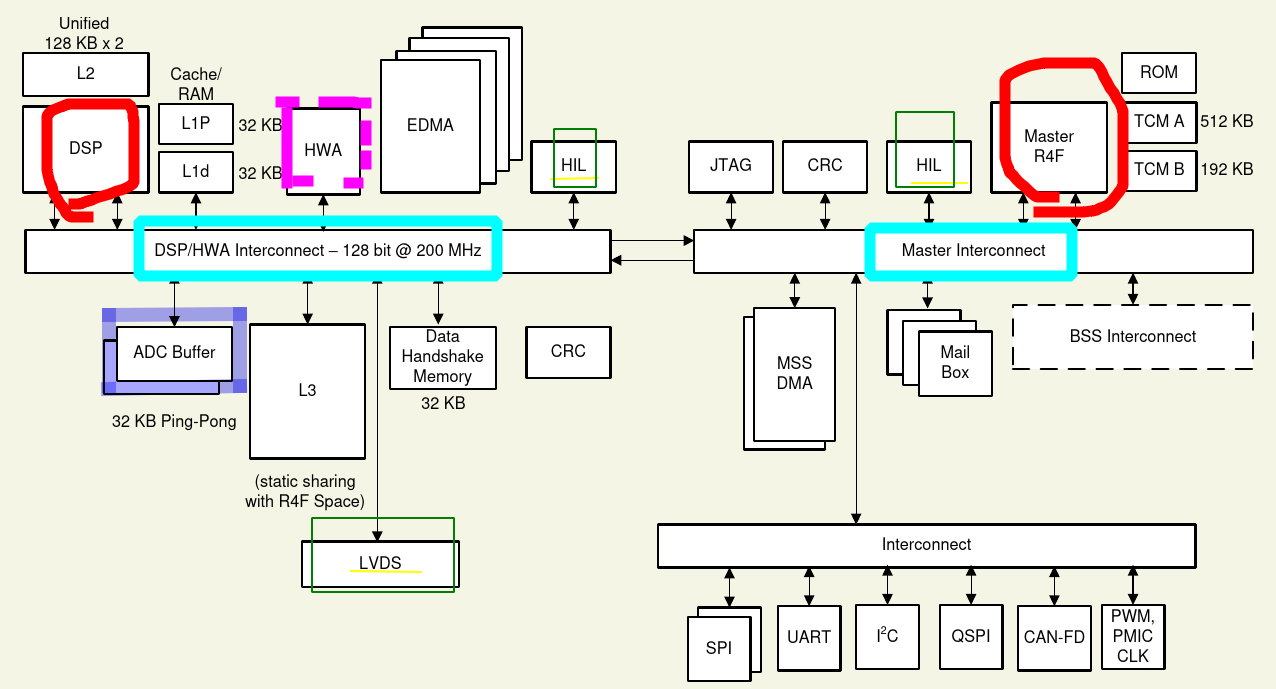 Unified
128 KB x 2
L2
Cache/
RAM
DSP
L1P
32 KB
L1d
32 KB
HWA
EDMA
HIL
JTAG
CRC
HIL
Master
R4F
ROM
TCM A
512 KB
TCM B
192 KB
DSP/HWA Interconnect – 128 bit @ 200 MHz
Master Interconnect
ADC Buffer
32 KB Ping-Pong
L3
(static sharing
with R4F Space)
Data
Handshake
Memory
32 KB
CRC
LVDS
MSS
DMA
Mail
Box
BSS Interconnect
Interconnect
SPI
UART
I²C
QSPI
CAN-FD
PWM,
PMIC
CLK